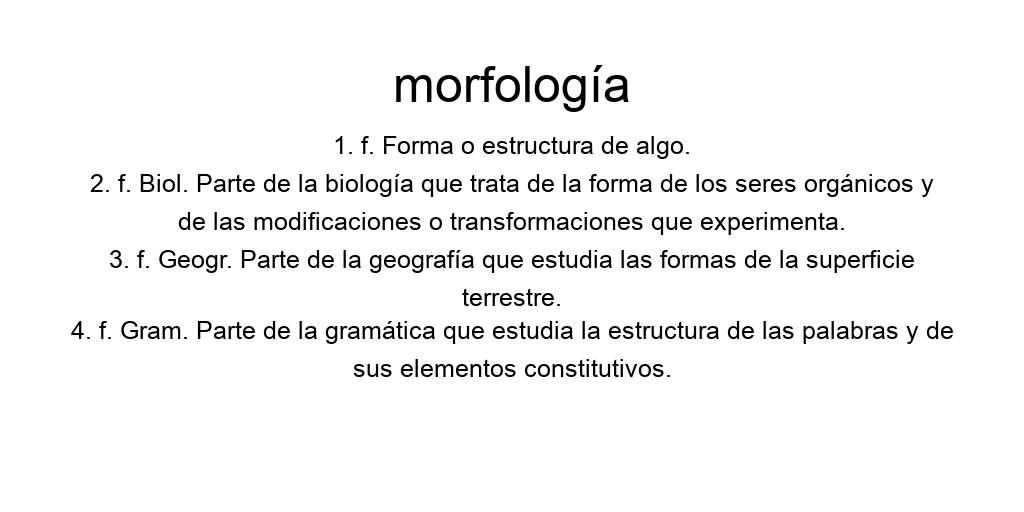 morfología
1. f. Forma o estructura de algo.
2. f. Biol. Parte de la biología que trata de la forma de los seres orgánicos y
de las modificaciones o transformaciones que experimenta.
3. f. Geogr. Parte de la geografía que estudia las formas de la superficie
terrestre.
4. f. Gram. Parte de la gramática que estudia la estructura de las palabras y de
sus elementos constitutivos.